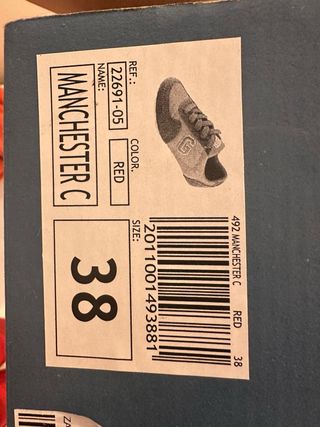 REF.:
22691-05
COLOR.
RED
NAME:
MANCHESTER C
SIZE:
38
2011001493881
492 MANCHESTER C RED 38
G